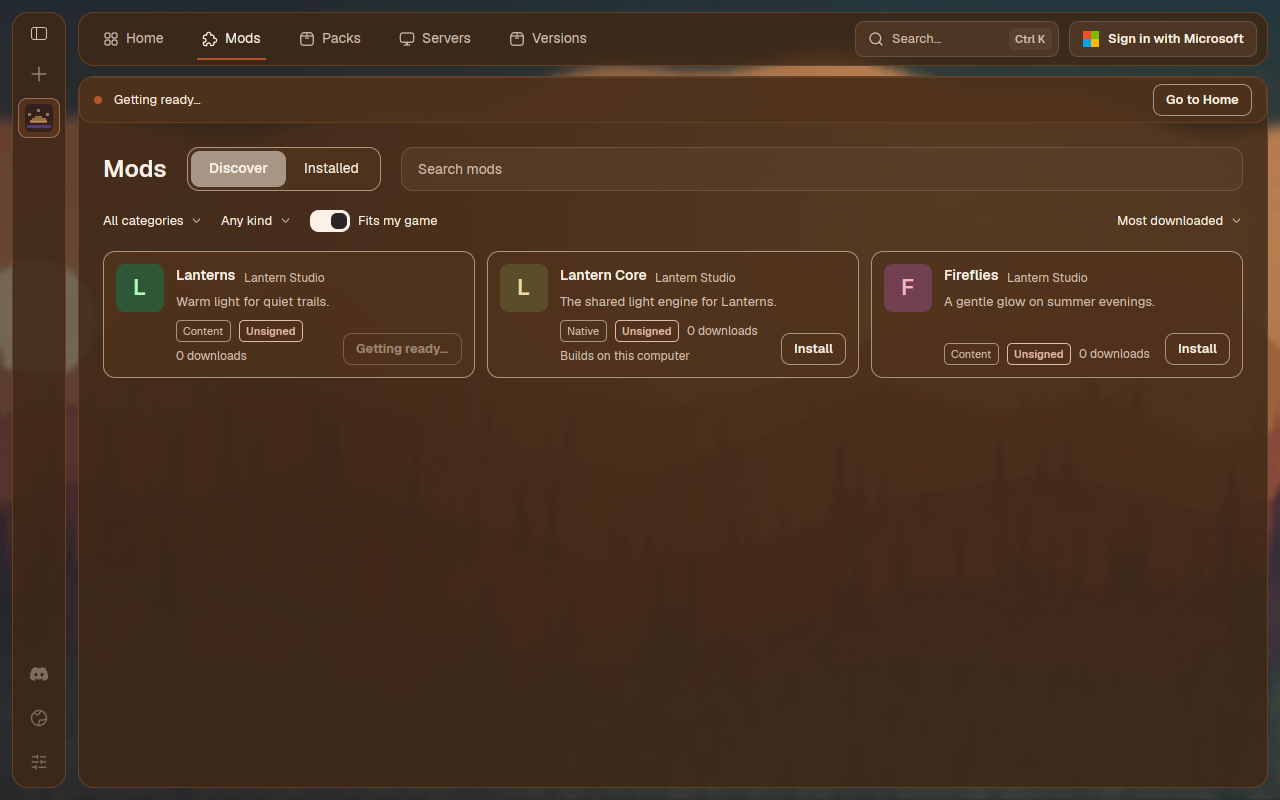 Home
Mods
Packs
Servers
Versions
Search...
Ctrl K
Sign in with Microsoft
Getting ready...
Go to Home
Mods
Discover
Installed
Search mods
All categories
Any kind
Fits my game
Most downloaded
L
Lanterns Lantern Studio
Warm light for quiet trails.
Content Unsigned
0 downloads
Getting ready...
L
Lantern Core Lantern Studio
The shared light engine for Lanterns.
Native Unsigned 0 downloads
Builds on this computer
Install
F
Fireflies Lantern Studio
A gentle glow on summer evenings.
Content Unsigned 0 downloads
Install